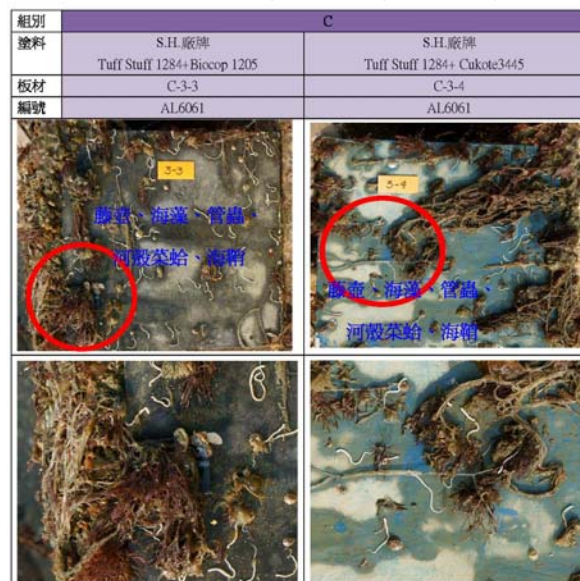 組別
C
塗料
S.H.廠牌
Tuff Stuff 1284+Biocop 1205
S.H.廠牌
Tuff Stuff 1284+ Cukote3445
板材
C-3-3
C-3-4
編號
AL6061
AL6061
3-3
藤壺、海藻、管蟲、
河殼菜蛤、海鞘
3-4
藤壺、海藻、管蟲、
河殼菜蛤、海鞘